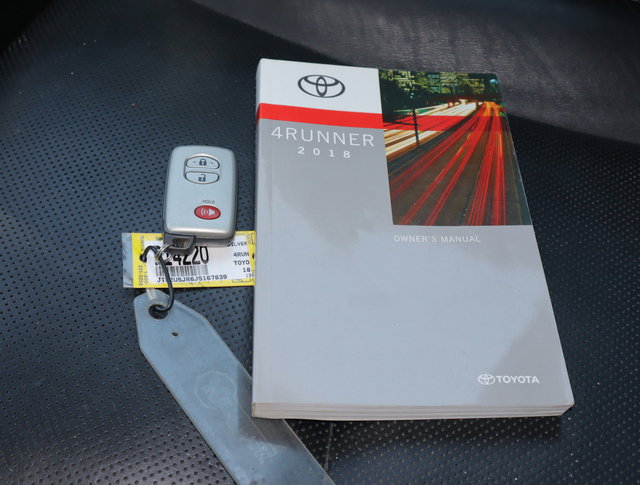 4RUNNER
2018
OWNER'S MANUAL
TOYOTA
HOLD
SILVER
24220
4RUN
TOYO
18